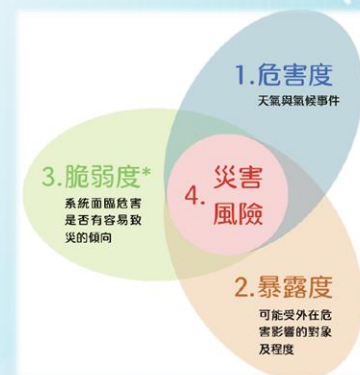 1.危害度
天氣與氣候事件
3.脆弱度*
系統面臨危害
是否有容易致
災的傾向
4.
災害
風險
2.暴露度
可能受外在危
害影響的對象
及程度